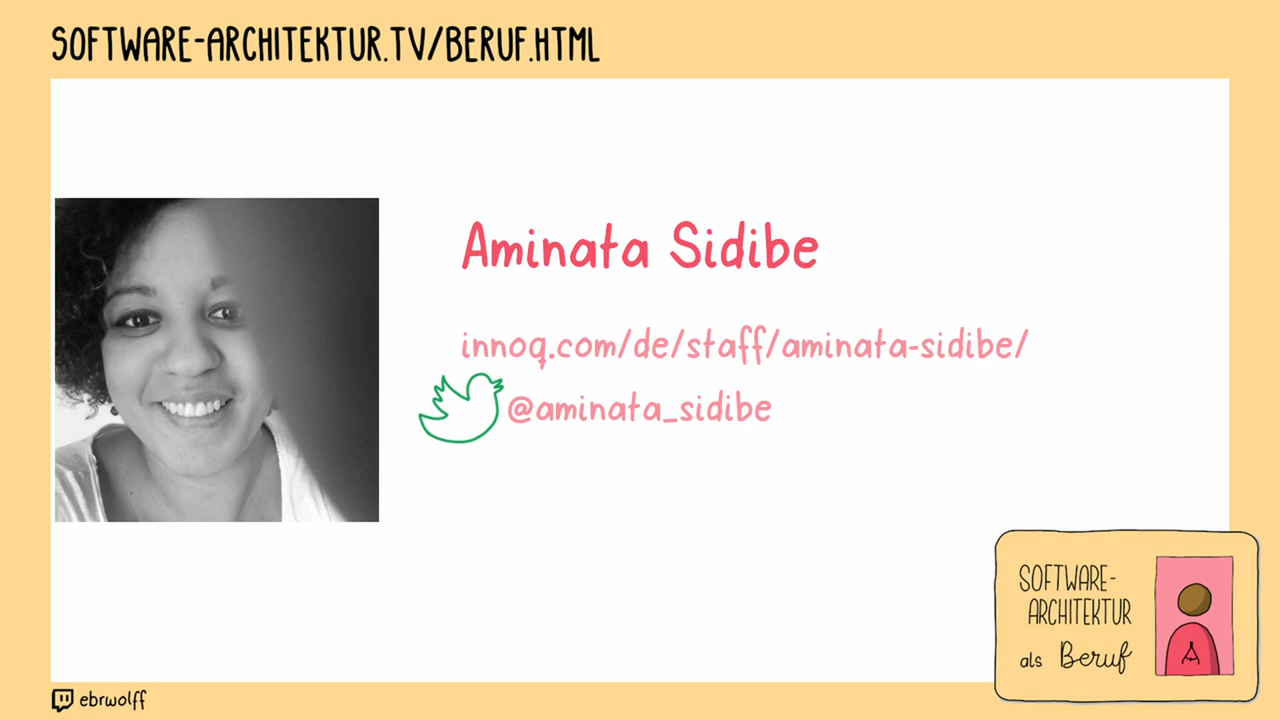 SOFTWARE-ARCHITEKTUR.TV/BERUF.HTML
Aminata Sidibe
innoq.com/de/staff/aminata-sidibe/
@aminata_sidibe
SOFTWARE-
ARCHITEKTUR
als Beruf
ebrwolff